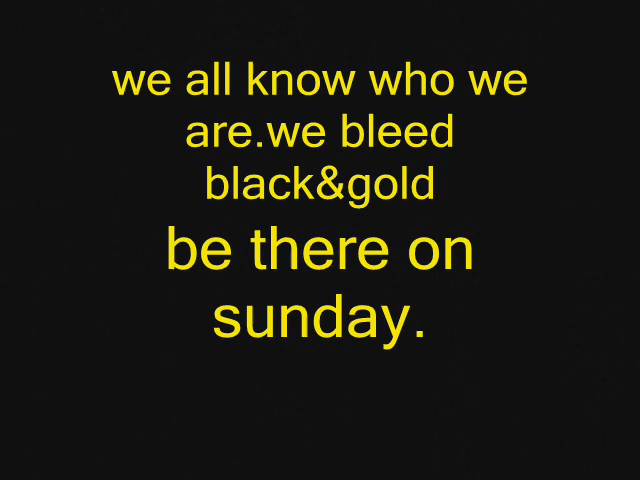 we all know who we
are.we bleed
black&gold
be there on
sunday.